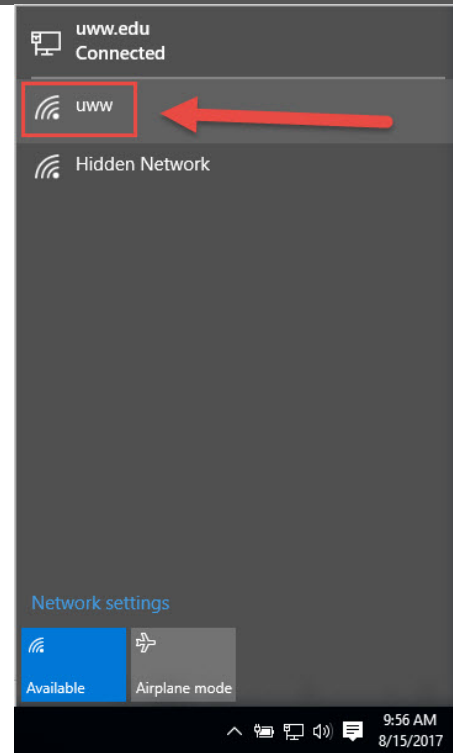 uww.edu
Connected
uww
Hidden Network
Network settings
Available
Airplane mode
9:56 AM
8/15/2017